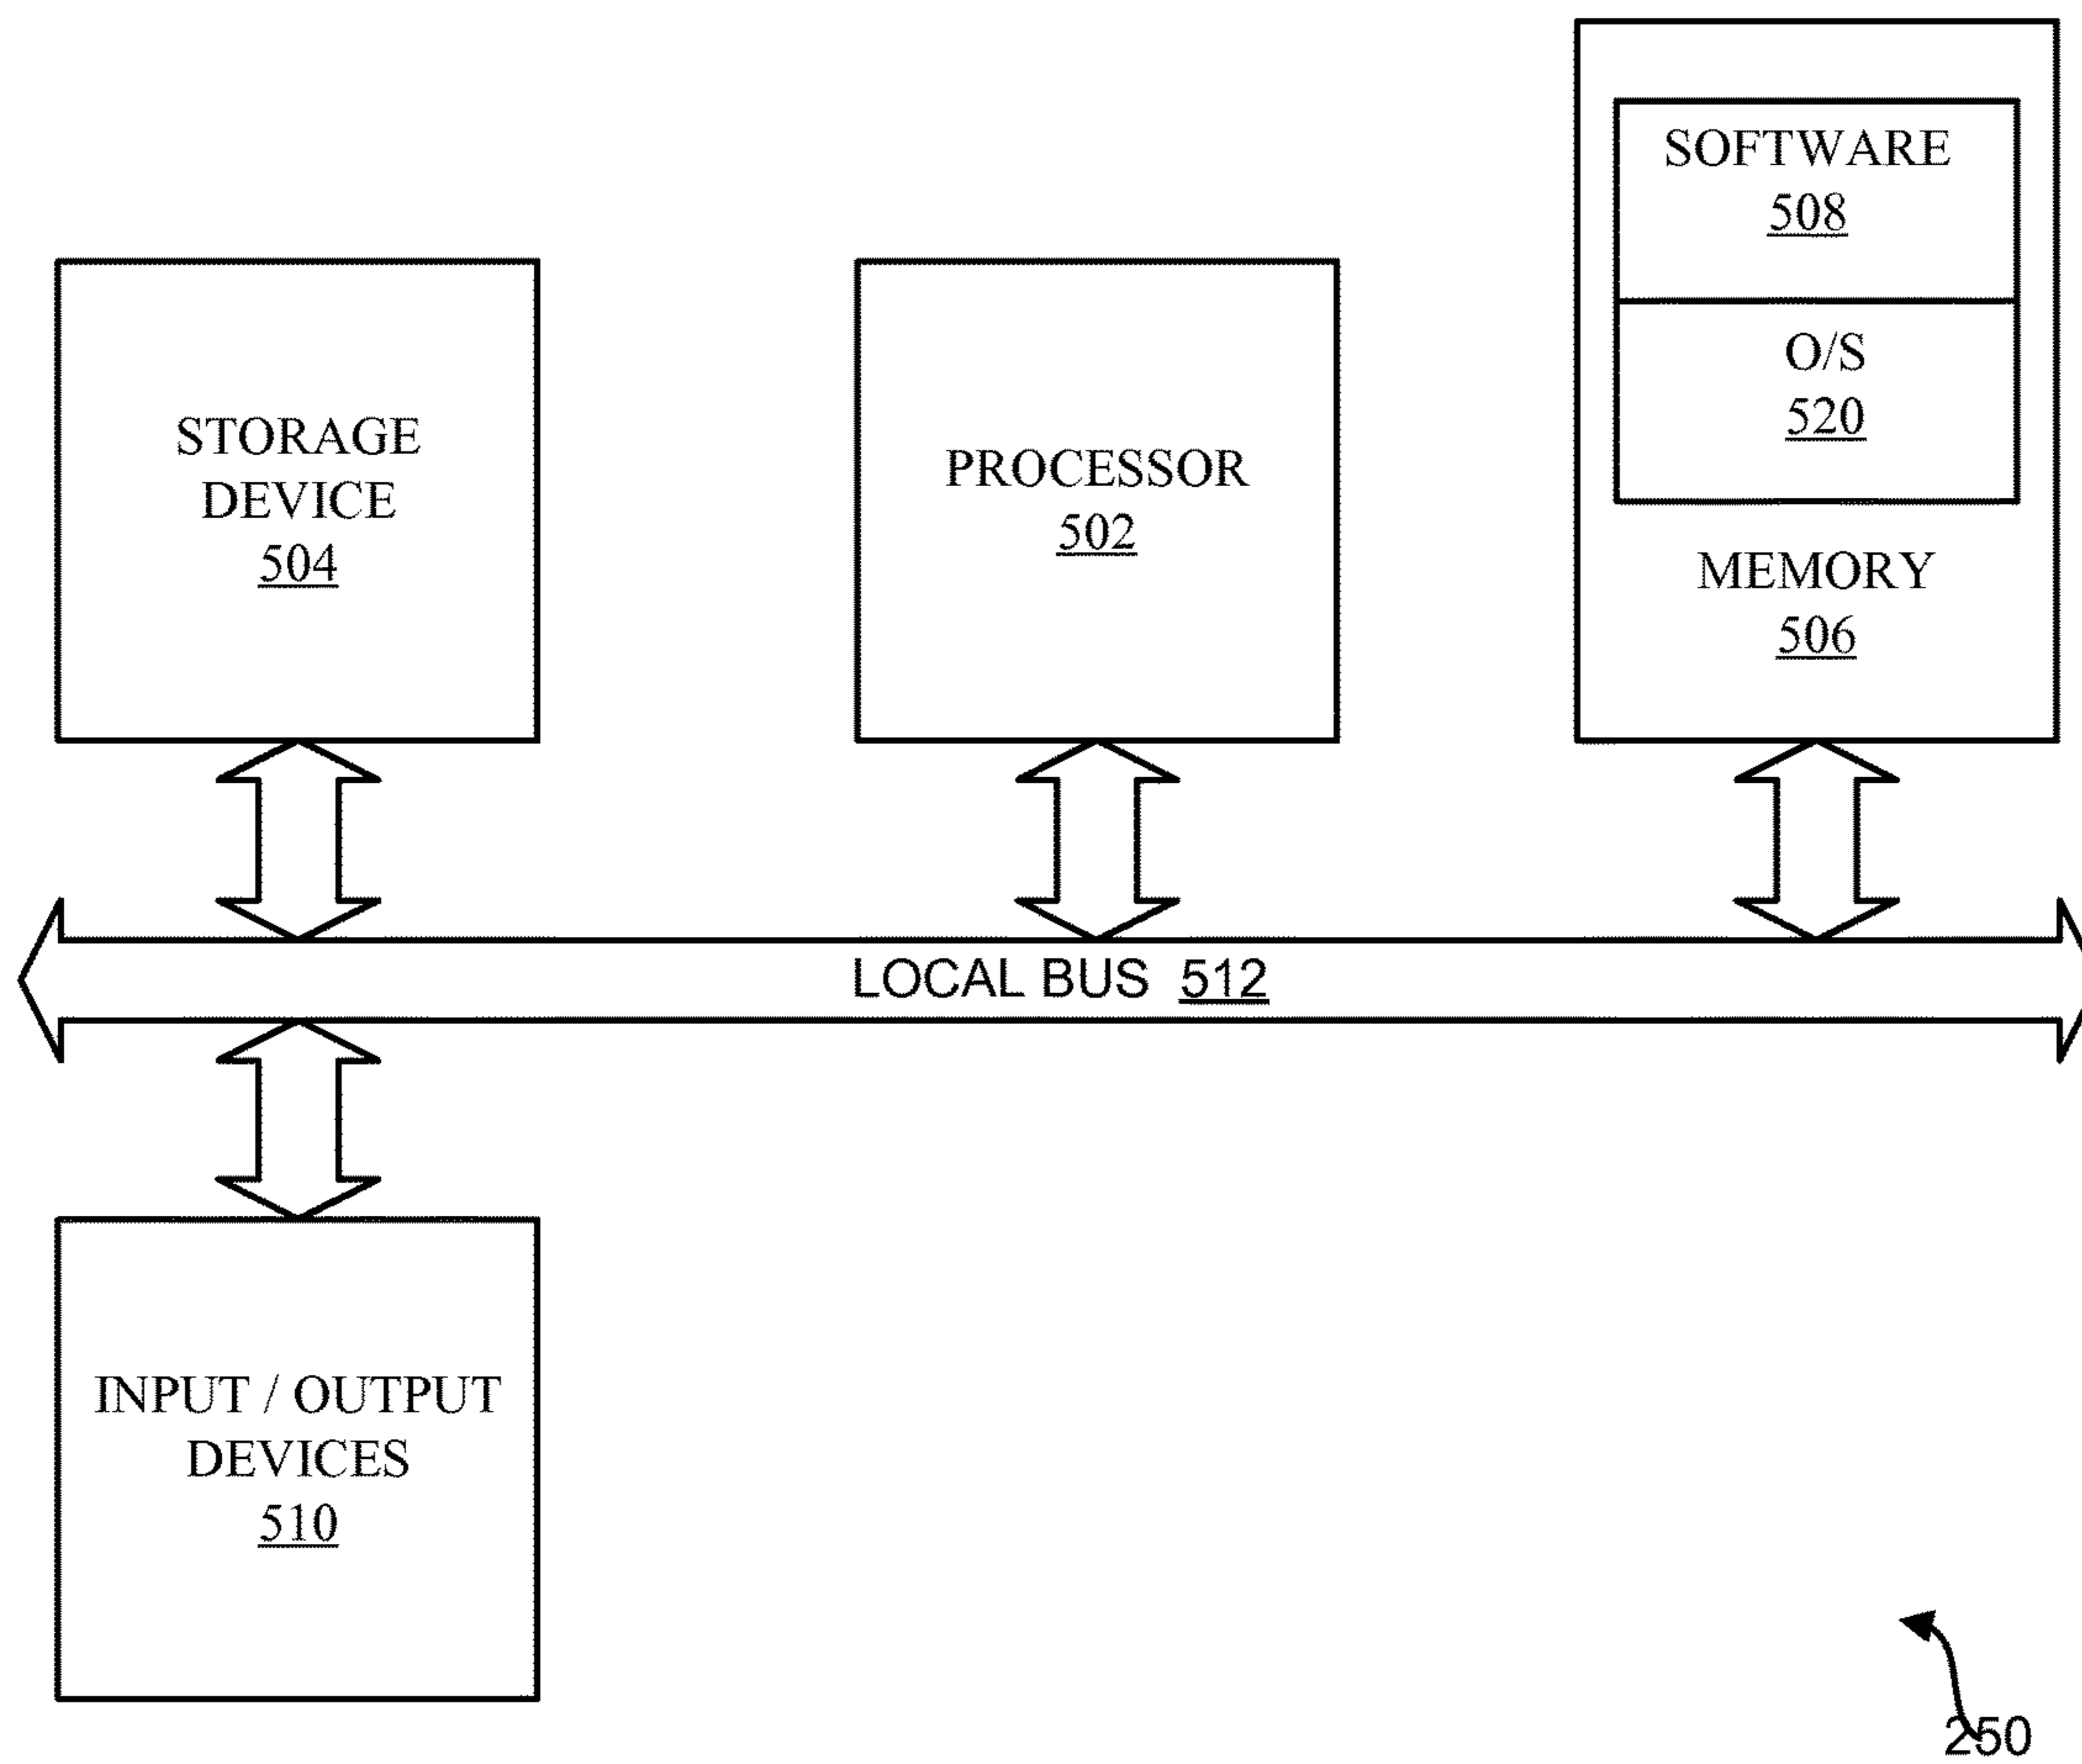 SOFTWARE
508
O/S
520
MEMORY
506
STORAGE
DEVICE
504
PROCESSOR
502
LOCAL BUS 512
INPUT / OUTPUT
DEVICES
510
250